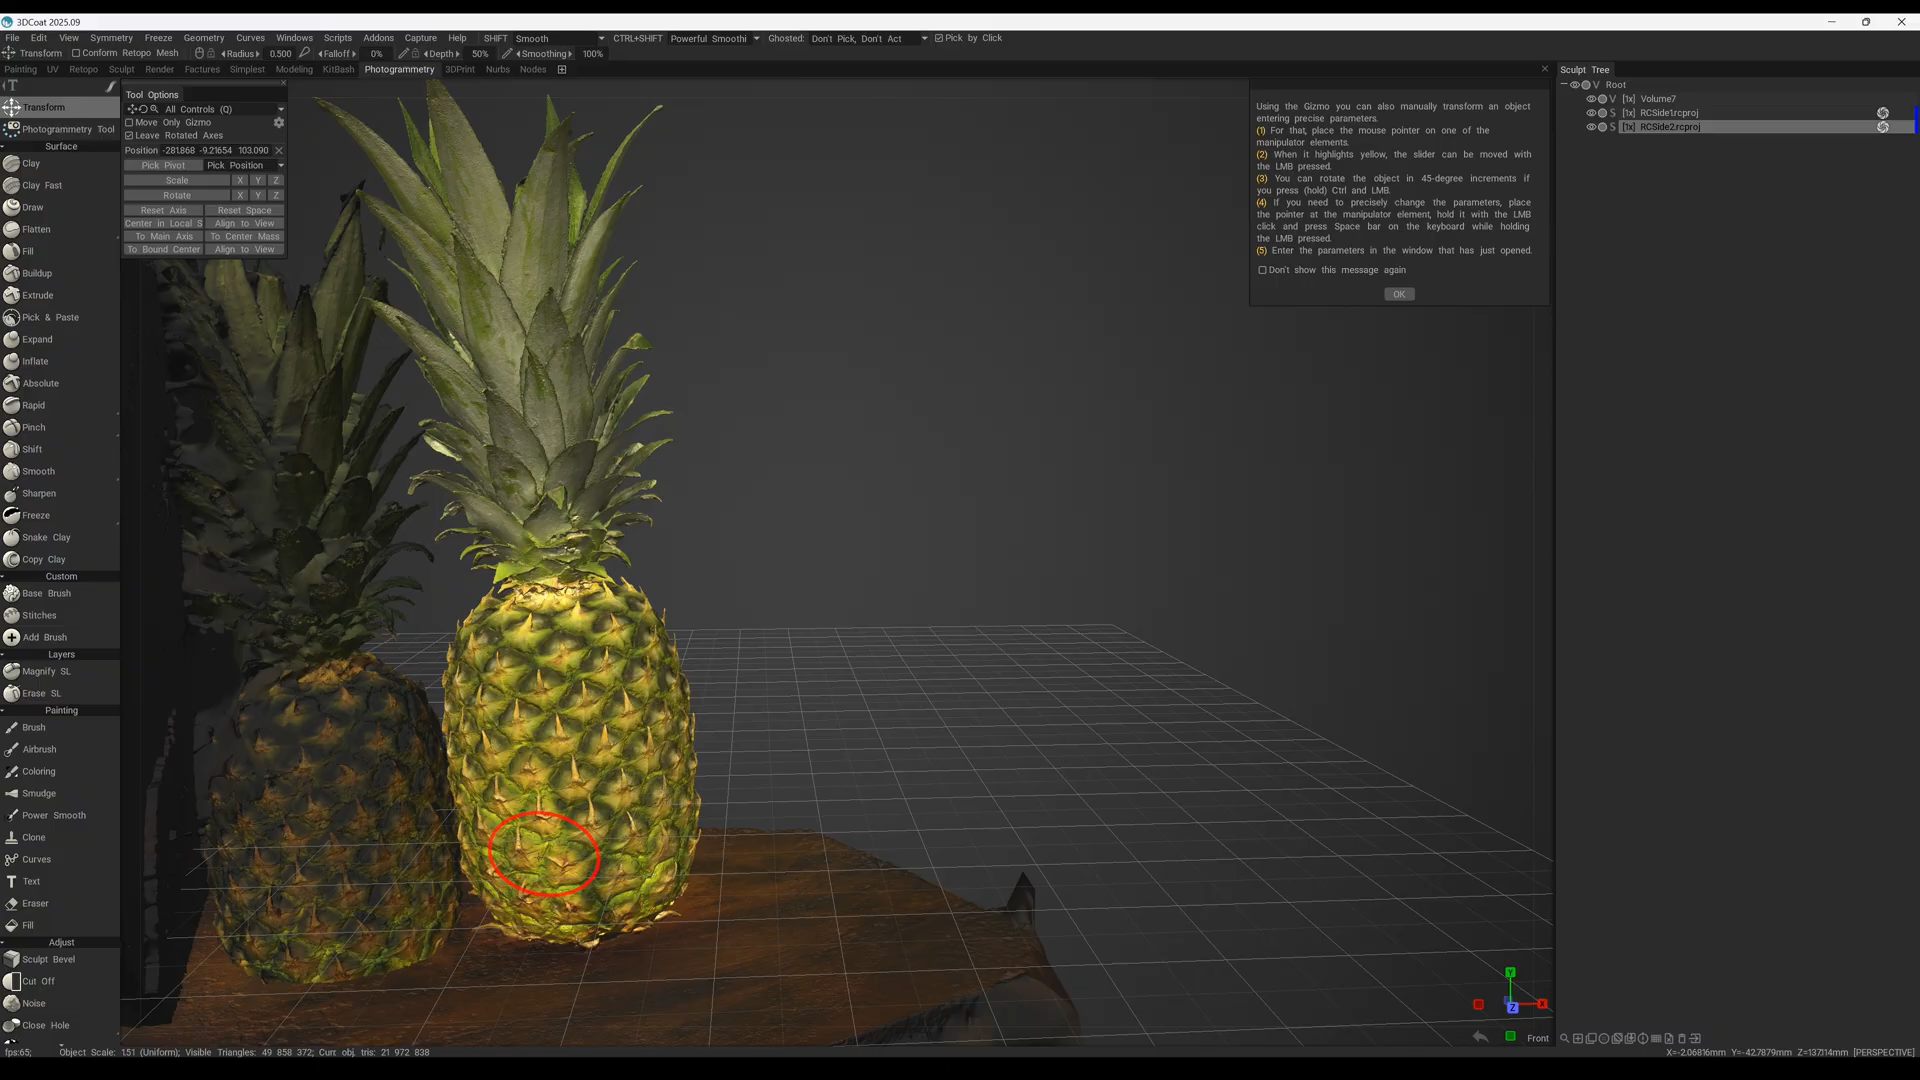 3DCoat 2025.09
File Edit View Symmetry Freeze Geometry Curves Windows Scripts Addons Capture Help SHIFT Smooth CTRL+SHIFT Powerful Smoothi Ghosted: Don't Pick, Don't Act Pick by Click
Transform Conform Retopo Mesh Radius 0.500 Falloff 0% Depth 50% Smoothing 100%
Painting UV Retopo Sculpt Render Factures Simplest Modeling KitBash Photogrammetry 3DPrint Nurbs Nodes
Transform
Photogrammetry Tool
Surface
Clay
Clay Fast
Draw
Flatten
Fill
Buildup
Extrude
Pick & Paste
Expand
Inflate
Absolute
Rapid
Pinch
Shift
Smooth
Sharpen
Freeze
Snake Clay
Copy Clay
Custom
Base Brush
Stitches
Add Brush
Layers
Magnify SL
Erase SL
Painting
Brush
Airbrush
Coloring
Smudge
Power Smooth
Clone
Curves
Text
Eraser
Fill
Adjust
Sculpt Bevel
Cut Off
Noise
Close Hole
Tool Options
All Controls (Q)
Move Only Gizmo
Leave Rotated Axes
Position -281.868 -9.21654 103.090
Pick Pivot Pick Position
Scale X Y Z
Rotate X Y Z
Reset Axis Reset Space
Center in Local S Align to View
To Main Axis To Center Mass
To Bound Center Align to View
Using the Gizmo you can also manually transform an object
entering precise parameters.
(1) For that, place the mouse pointer on one of the
manipulator elements.
(2) When it highlights yellow, the slider can be moved with
the LMB pressed.
(3) You can rotate the object in 45-degree increments if
you press (hold) Ctrl and LMB.
(4) If you need to precisely change the parameters, place
the pointer at the manipulator element, hold it with the LMB
click and press Space bar on the keyboard while holding
the LMB pressed.
(5) Enter the parameters in the window that has just opened.
Don't show this message again
OK
Sculpt Tree
V Root
V [1x] Volume7
S [1x] RCSide1rcproj
S [1x] RCSide2.rcproj
Y
X
Z
Front
fps:65; Object Scale: 1.51 (Uniform); Visible Triangles: 49 858 372; Curr. obj. tris: 21 972 838
X=-2.06816mm Y=-42.7879mm Z=137.114mm [PERSPECTIVE]